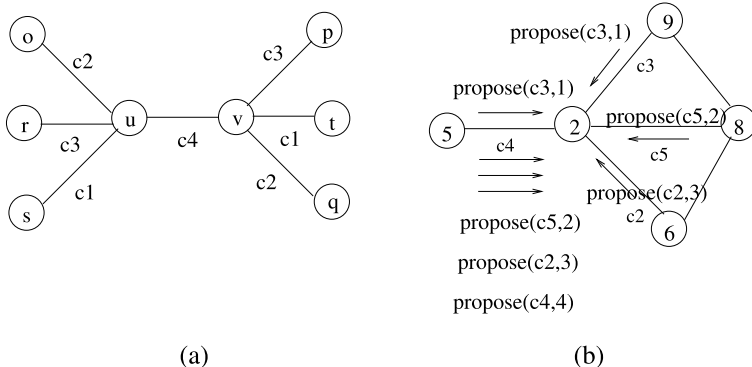 o
c2
r
c3
s
c1
u
c4
v
c3
p
c1
t
c2
q
(a)
propose(c3,1)
9
c3
propose(c3,1)
5
c4
2
propose(c5,2)
c5
8
propose(c2,3)
c2
6
propose(c5,2)
propose(c2,3)
propose(c4,4)
(b)